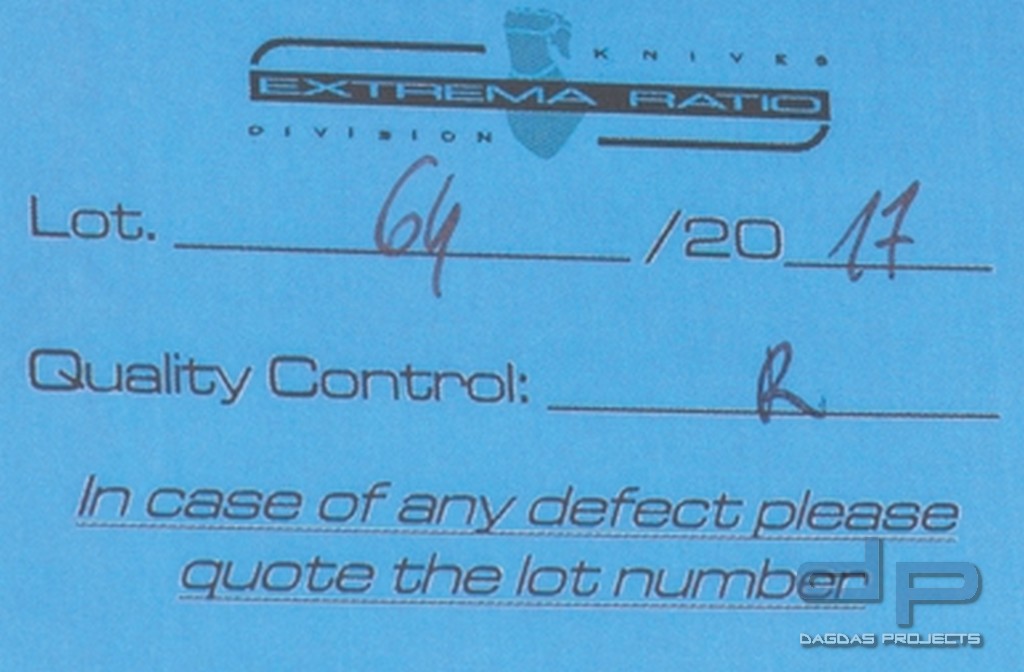 KNIVES
EXTREMA RATIO
DIVISION
Lot. 64 /20 17
Quality Control: R
In case of any defect please
quote the lot number
dp
DAGDAS PROJECTS